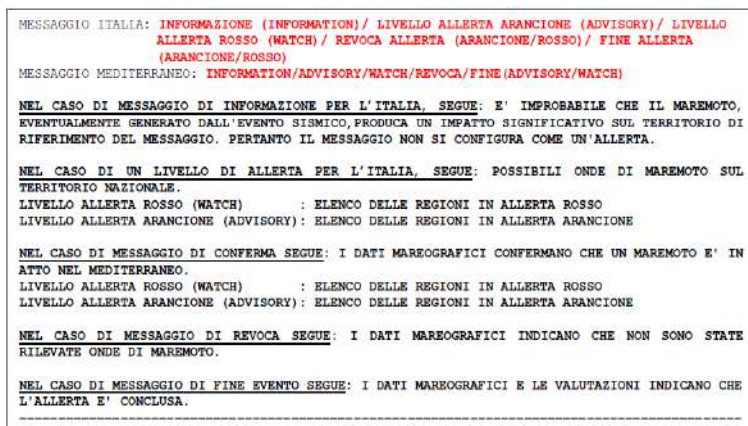 MESSAGGIO ITALIA: INFORMAZIONE (INFORMATION)/ LIVELLO ALLERTA ARANCIONE (ADVISORY)/ LIVELLO
ALLERTA ROSSO (WATCH)/ REVOCA ALLERTA (ARANCIONE/ROSSO)/ FINE ALLERTA
(ARANCIONE/ROSSO)
MESSAGGIO MEDITERRANEO: INFORMATION/ADVISORY/WATCH/REVOCA/FINE(ADVISORY/WATCH)
NEL CASO DI MESSAGGIO DI INFORMAZIONE PER L'ITALIA, SEGUE: E' IMPROBABILE CHE IL MAREMOTO,
EVENTUALMENTE GENERATO DALL'EVENTO SISMICO, PRODUCA UN IMPATTO SIGNIFICATIVO SUL TERRITORIO DI
RIFERIMENTO DEL MESSAGGIO. PERTANTO IL MESSAGGIO NON SI CONFIGURA COME UN'ALLERTA.
NEL CASO DI UN LIVELLO DI ALLERTA PER L'ITALIA, SEGUE: POSSIBILI ONDE DI MAREMOTO SUL
TERRITORIO NAZIONALE.
LIVELLO ALLERTA ROSSO (WATCH) : ELENCO DELLE REGIONI IN ALLERTA ROSSO
LIVELLO ALLERTA ARANCIONE (ADVISORY): ELENCO DELLE REGIONI IN ALLERTA ARANCIONE
NEL CASO DI MESSAGGIO DI CONFERMA SEGUE: I DATI MAREOGRAFICI CONFERMANO CHE UN MAREMOTO E' IN
ATTO NEL MEDITERRANEO.
LIVELLO ALLERTA ROSSO (WATCH) : ELENCO DELLE REGIONI IN ALLERTA ROSSO
LIVELLO ALLERTA ARANCIONE (ADVISORY): ELENCO DELLE REGIONI IN ALLERTA ARANCIONE
NEL CASO DI MESSAGGIO DI REVOCA SEGUE: I DATI MAREOGRAFICI INDICANO CHE NON SONO STATE
RILEVATE ONDE DI MAREMOTO.
NEL CASO DI MESSAGGIO DI FINE EVENTO SEGUE: I DATI MAREOGRAFICI E LE VALUTAZIONI INDICANO CHE
L'ALLERTA E' CONCLUSA.